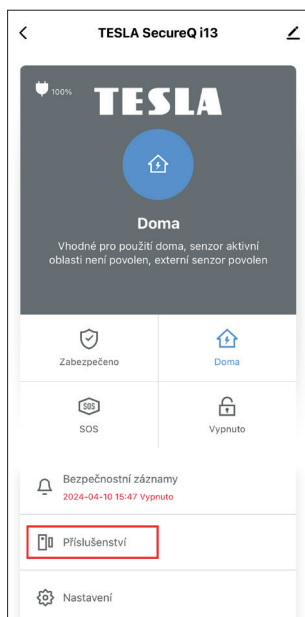 TESLA SecureQ i13
100%
TESLA
Doma
Vhodné pro použití doma, senzor aktivní
oblasti není povolen, externí senzor povolen
Zabezpečeno
Doma
SOS
SOS
Vypnuto
Bezpečnostní záznamy
2024-04-10 15:47 Vypnuto
Příslušenství
Nastavení